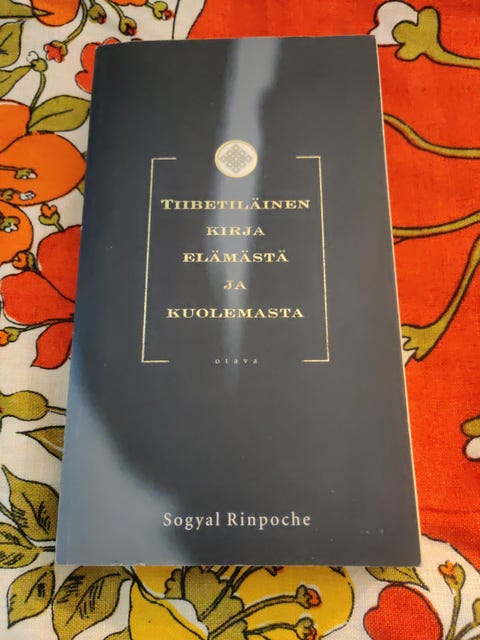 TIIBETILÄINEN
KIRJA
ELÄMÄSTÄ
JA
KUOLEMASTA
otava
Sogyal Rinpoche